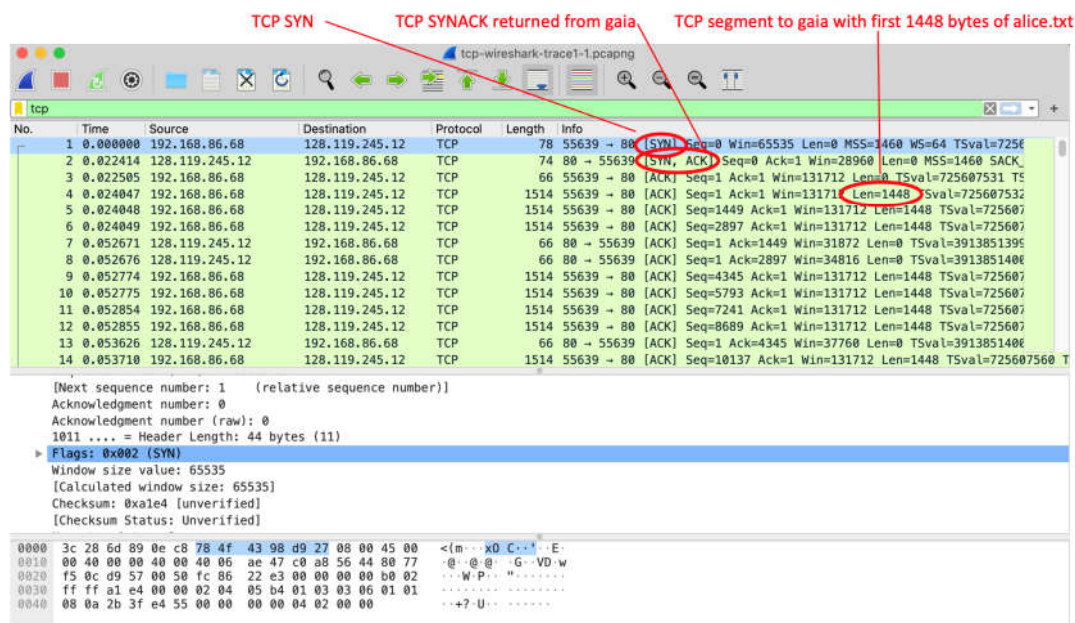 TCP SYN TCP SYNACK returned from gaia TCP segment to gaia with first 1448 bytes of alice.txt
tcp-wireshark-trace1-1.pcapng
tcp
No. Time Source Destination Protocol Length Info
1 0.000000 192.168.86.68 128.119.245.12 TCP 78 55639 → 80 [SYN] Seq=0 Win=65535 Len=0 MSS=1460 WS=64 TSval=7256
2 0.022414 128.119.245.12 192.168.86.68 TCP 74 80 → 55639 [SYN, ACK] Seq=0 Ack=1 Win=28960 Len=0 MSS=1460 SACK_
3 0.022505 192.168.86.68 128.119.245.12 TCP 66 55639 → 80 [ACK] Seq=1 Ack=1 Win=131712 Len=0 TSval=725607531 TS
4 0.024047 192.168.86.68 128.119.245.12 TCP 1514 55639 → 80 [ACK] Seq=1 Ack=1 Win=131712 Len=1448 TSval=725607532
5 0.024048 192.168.86.68 128.119.245.12 TCP 1514 55639 → 80 [ACK] Seq=1449 Ack=1 Win=131712 Len=1448 TSval=725607
6 0.024049 192.168.86.68 128.119.245.12 TCP 1514 55639 → 80 [ACK] Seq=2897 Ack=1 Win=131712 Len=1448 TSval=725607
7 0.052671 128.119.245.12 192.168.86.68 TCP 66 80 → 55639 [ACK] Seq=1 Ack=1449 Win=31872 Len=0 TSval=3913851399
8 0.052676 128.119.245.12 192.168.86.68 TCP 66 80 → 55639 [ACK] Seq=1 Ack=2897 Win=34816 Len=0 TSval=3913851400
9 0.052774 192.168.86.68 128.119.245.12 TCP 1514 55639 → 80 [ACK] Seq=4345 Ack=1 Win=131712 Len=1448 TSval=725607
10 0.052775 192.168.86.68 128.119.245.12 TCP 1514 55639 → 80 [ACK] Seq=5793 Ack=1 Win=131712 Len=1448 TSval=725607
11 0.052854 192.168.86.68 128.119.245.12 TCP 1514 55639 → 80 [ACK] Seq=7241 Ack=1 Win=131712 Len=1448 TSval=725607
12 0.052855 192.168.86.68 128.119.245.12 TCP 1514 55639 → 80 [ACK] Seq=8689 Ack=1 Win=131712 Len=1448 TSval=725607
13 0.053626 128.119.245.12 192.168.86.68 TCP 66 80 → 55639 [ACK] Seq=1 Ack=4345 Win=37760 Len=0 TSval=3913851400
14 0.053710 192.168.86.68 128.119.245.12 TCP 1514 55639 → 80 [ACK] Seq=10137 Ack=1 Win=131712 Len=1448 TSval=725607560 T
[Next sequence number: 1 (relative sequence number)]
Acknowledgment number: 0
Acknowledgment number (raw): 0
1011 .... = Header Length: 44 bytes (11)
Flags: 0x002 (SYN)
Window size value: 65535
[Calculated window size: 65535]
Checksum: 0xa1e4 [unverified]
[Checksum Status: Unverified]
0000 3c 28 6d 89 0e c8 78 4f 43 98 d9 27 08 00 45 00 <(m···xO C··'··E·
0010 00 40 00 00 40 00 40 06 ae 47 c0 a8 56 44 80 77 ·@··@·@· ·G··VD·w
0020 f5 0c d9 57 00 50 fc 86 22 e3 00 00 00 00 b0 02 ···W·P·· "·······
0030 ff ff a1 e4 00 00 02 04 05 b4 01 03 03 06 01 01 ········ ········
0040 08 0a 2b 3f e4 55 00 00 00 00 04 02 00 00 ··+?·U·· ······